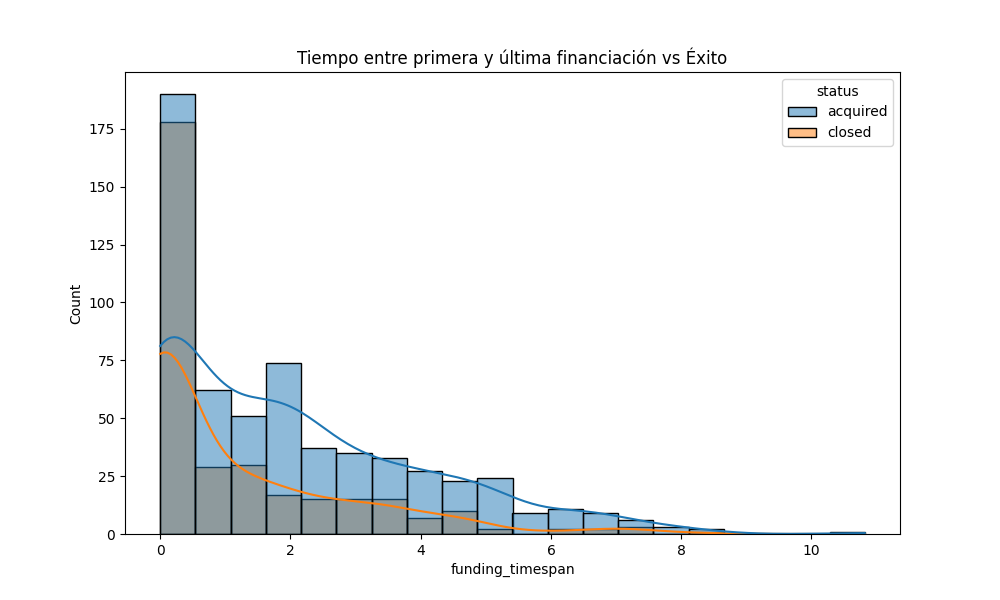 Tiempo entre primera y última financiación vs Éxito
status
acquired
closed
175
150
125
100
75
50
25
0
Count
0 2 4 6 8 10
funding_timespan